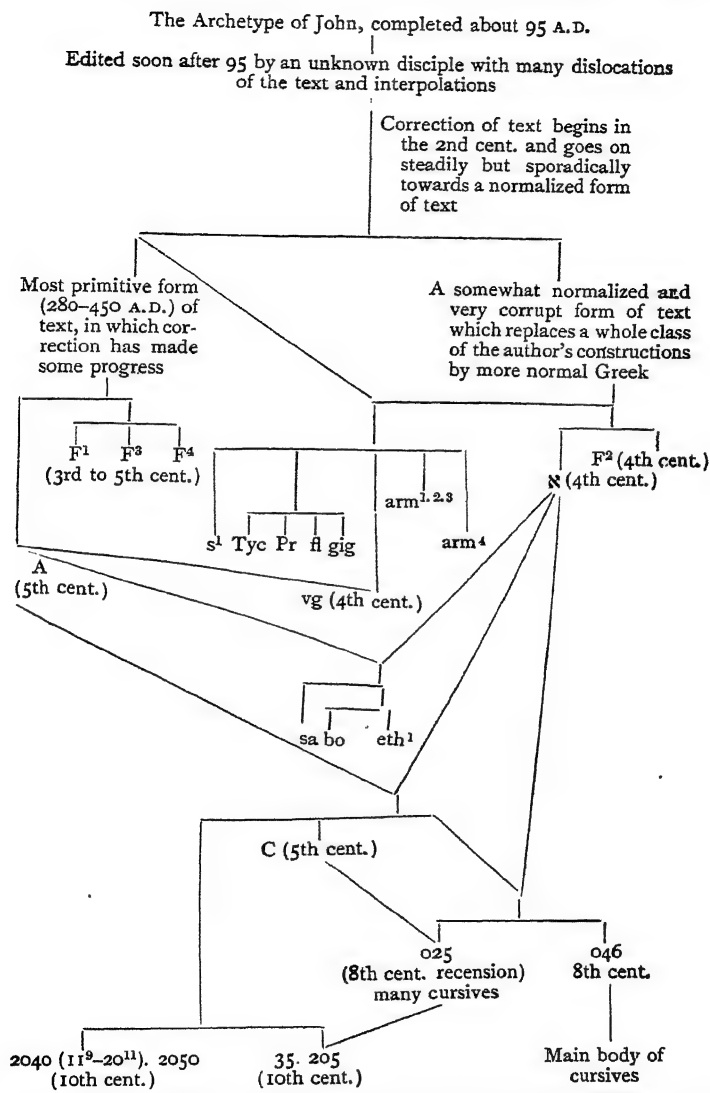 The Archetype of John, completed about 95 A.D.
Edited soon after 95 by an unknown disciple with many dislocations
of the text and interpolations
Correction of text begins in
the 2nd cent. and goes on
steadily but sporadically
towards a normalized form
of text
Most primitive form
(280–450 A.D.) of
text, in which cor-
rection has made
some progress
A somewhat normalized and
very corrupt form of text
which replaces a whole class
of the author's constructions
by more normal Greek
F¹ F³ F⁴
(3rd to 5th cent.)
F² (4th cent.)
א (4th cent.)
arm¹·²·³
s¹ Tyc Pr fl gig
arm⁴
A
(5th cent.)
vg (4th cent.)
sa bo eth¹
C (5th cent.)
025
(8th cent. recension)
many cursives
046
8th cent.
2040 (11⁹–20¹¹). 2050
(10th cent.)
35. 205
(10th cent.)
Main body of
cursives